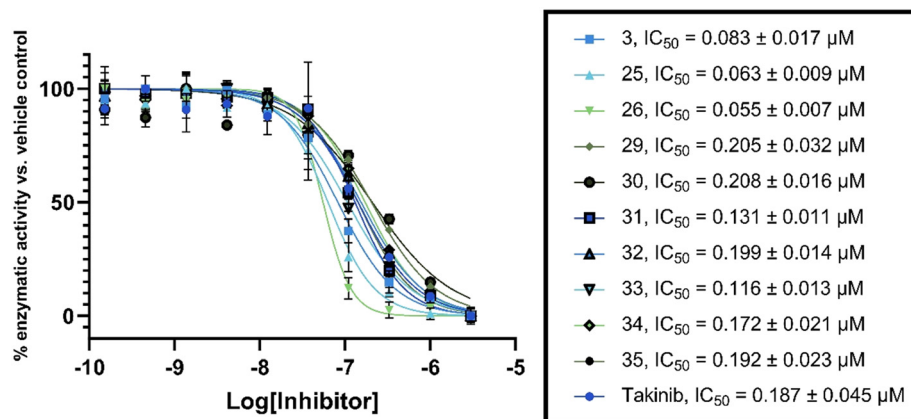 % enzymatic activity vs. vehicle control
100
50
0
-10
-9
-8
-7
-6
-5
Log[Inhibitor]
3, IC50 = 0.083 ± 0.017 µM
25, IC50 = 0.063 ± 0.009 µM
26, IC50 = 0.055 ± 0.007 µM
29, IC50 = 0.205 ± 0.032 µM
30, IC50 = 0.208 ± 0.016 µM
31, IC50 = 0.131 ± 0.011 µM
32, IC50 = 0.199 ± 0.014 µM
33, IC50 = 0.116 ± 0.013 µM
34, IC50 = 0.172 ± 0.021 µM
35, IC50 = 0.192 ± 0.023 µM
Takinib, IC50 = 0.187 ± 0.045 µM